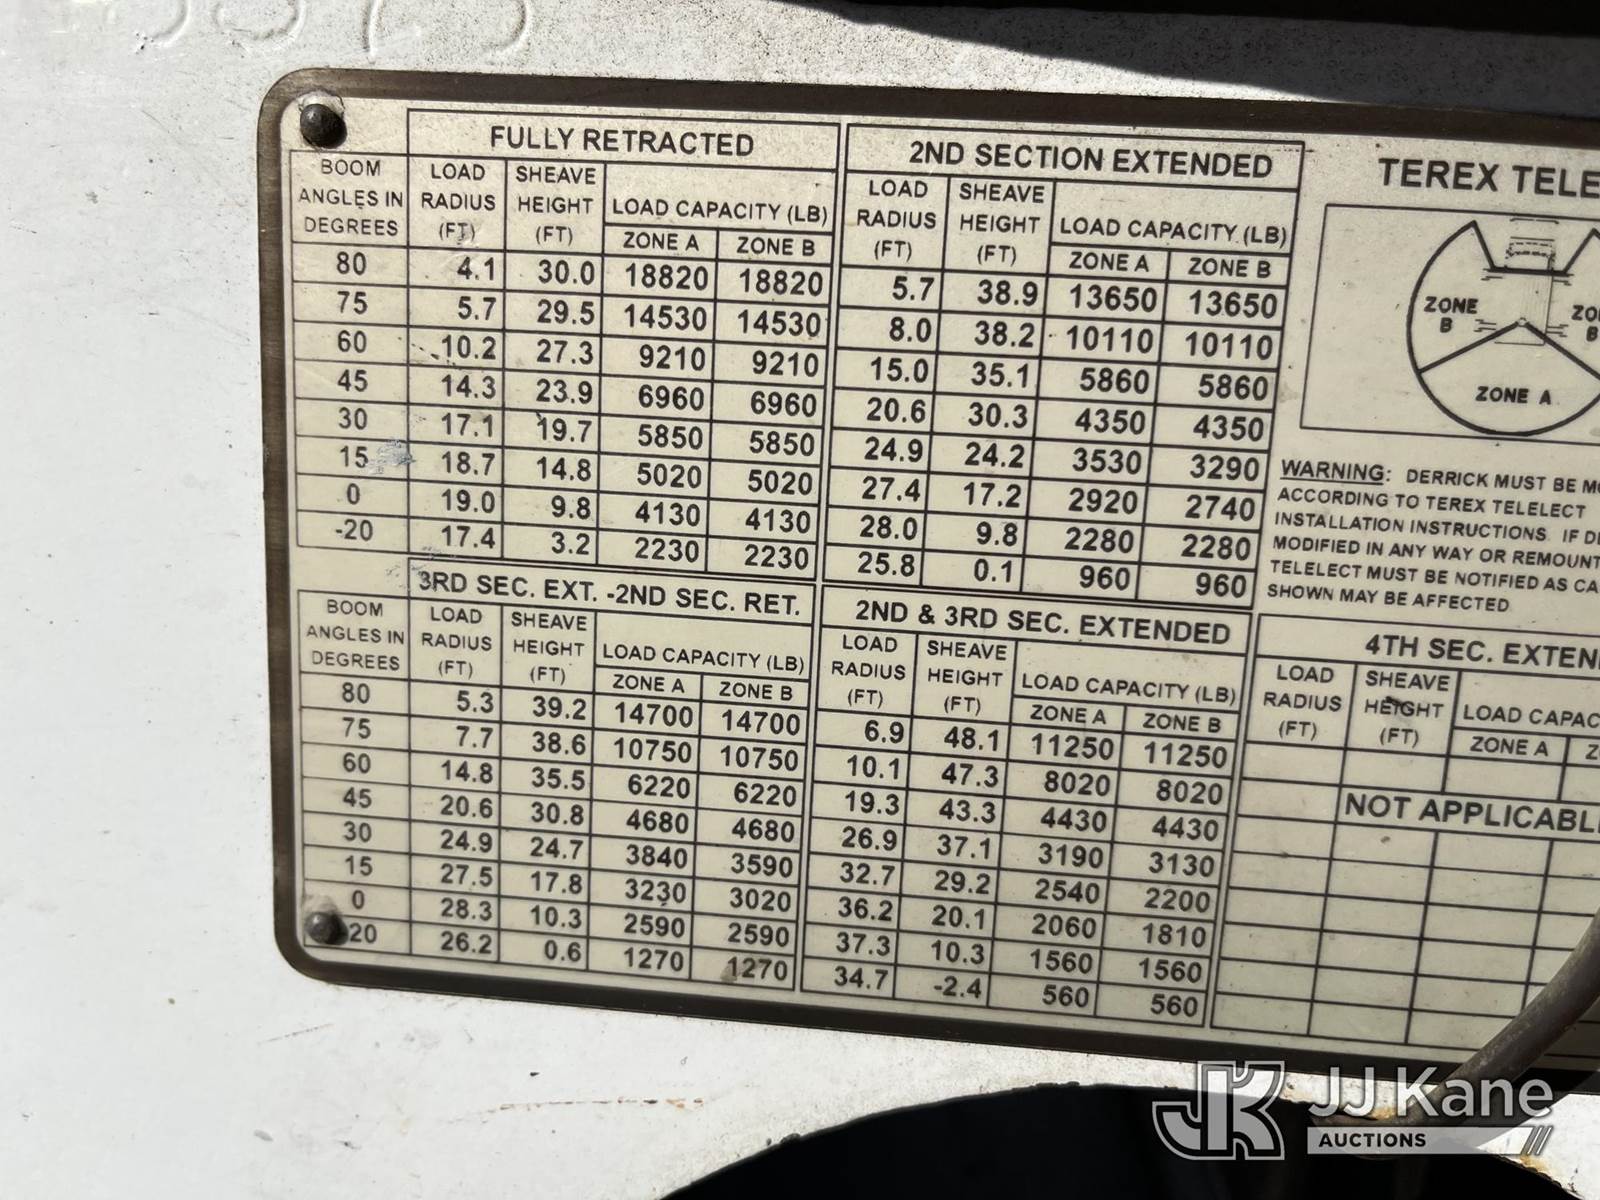 FULLY RETRACTED
BOOM ANGLES IN DEGREES | LOAD RADIUS (FT) | SHEAVE HEIGHT (FT) | LOAD CAPACITY (LB) ZONE A | ZONE B
80 4.1 30.0 18820 18820
75 5.7 29.5 14530 14530
60 10.2 27.3 9210 9210
45 14.3 23.9 6960 6960
30 17.1 19.7 5850 5850
15 18.7 14.8 5020 5020
0 19.0 9.8 4130 4130
-20 17.4 3.2 2230 2230
2ND SECTION EXTENDED
LOAD RADIUS (FT) | SHEAVE HEIGHT (FT) | LOAD CAPACITY (LB) ZONE A | ZONE B
5.7 38.9 13650 13650
8.0 38.2 10110 10110
15.0 35.1 5860 5860
20.6 30.3 4350 4350
24.9 24.2 3530 3290
27.4 17.2 2920 2740
28.0 9.8 2280 2280
25.8 0.1 960 960
TEREX TELE
ZONE B
ZO
B
ZONE A
WARNING: DERRICK MUST BE MO
ACCORDING TO TEREX TELELECT
INSTALLATION INSTRUCTIONS. IF D
MODIFIED IN ANY WAY OR REMOUNT
TELELECT MUST BE NOTIFIED AS CA
SHOWN MAY BE AFFECTED
3RD SEC. EXT. -2ND SEC. RET.
BOOM ANGLES IN DEGREES | LOAD RADIUS (FT) | SHEAVE HEIGHT (FT) | LOAD CAPACITY (LB) ZONE A | ZONE B
80 5.3 39.2 14700 14700
75 7.7 38.6 10750 10750
60 14.8 35.5 6220 6220
45 20.6 30.8 4680 4680
30 24.9 24.7 3840 3590
15 27.5 17.8 3230 3020
0 28.3 10.3 2590 2590
20 26.2 0.6 1270 1270
2ND & 3RD SEC. EXTENDED
LOAD RADIUS (FT) | SHEAVE HEIGHT (FT) | LOAD CAPACITY (LB) ZONE A | ZONE B
6.9 48.1 11250 11250
10.1 47.3 8020 8020
19.3 43.3 4430 4430
26.9 37.1 3190 3130
32.7 29.2 2540 2200
36.2 20.1 2060 1810
37.3 10.3 1560 1560
34.7 -2.4 560 560
4TH SEC. EXTEN
LOAD RADIUS (FT) | SHEAVE HEIGHT (FT) | LOAD CAPAC ZONE A | Z
NOT APPLICABL
JK JJ Kane
AUCTIONS